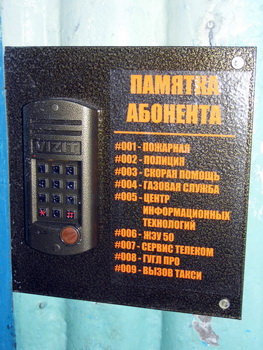 VIZIT
ПАМЯТКА
АБОНЕНТА
#001 - ПОЖАРНАЯ
#002 - ПОЛИЦИЯ
#003 - СКОРАЯ ПОМОЩЬ
#004 - ГАЗОВАЯ СЛУЖБА
#005 - ЦЕНТР
ИНФОРМАЦИОННЫХ
ТЕХНОЛОГИЙ
#006 - ЖЭУ 50
#007 - СЕРВИС ТЕЛЕКОМ
#008 - ГУГЛ ПРО
#009 - ВЫЗОВ ТАКСИ